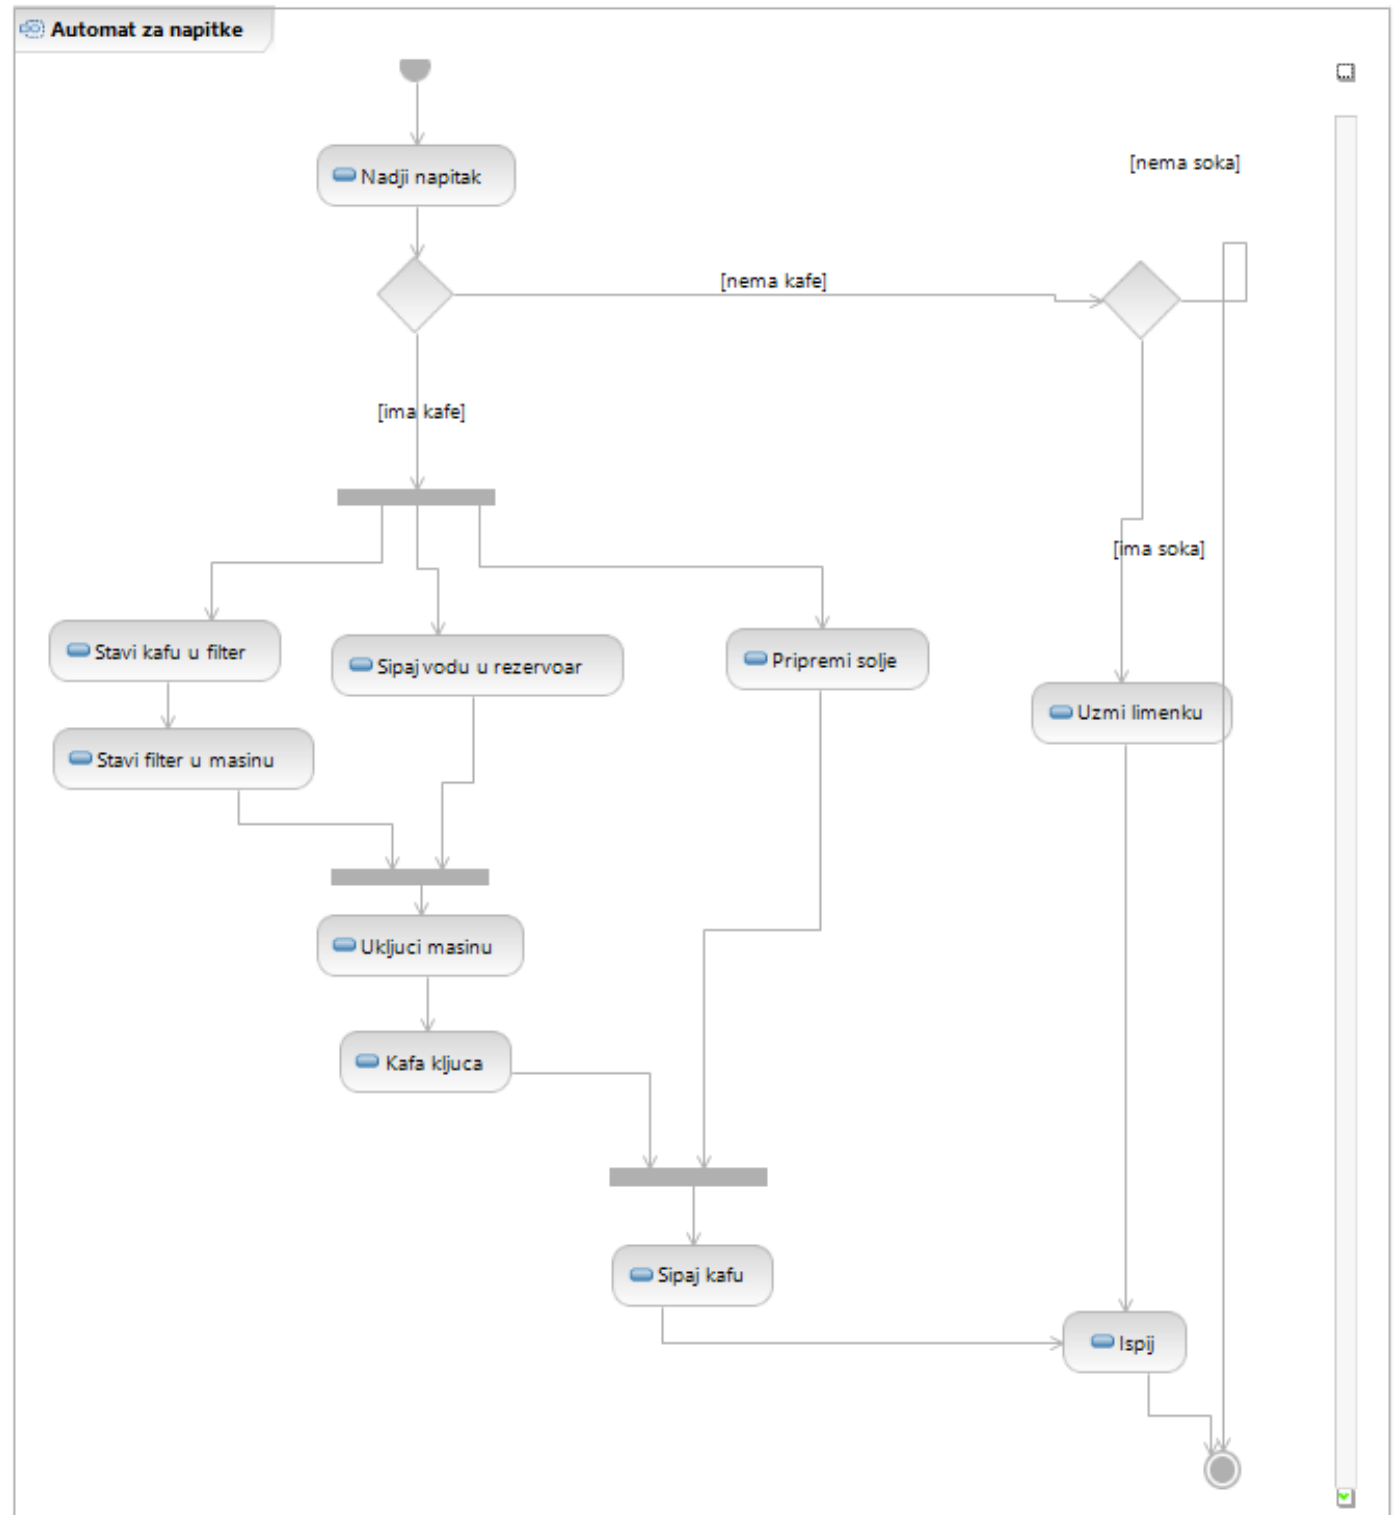 Automat za napitke
[nema soka]
Nadji napitak
[nema kafe]
[ima kafe]
[ima soka]
Stavi kafu u filter
Sipaj vodu u rezervoar
Pripremi solje
Uzmi limenku
Stavi filter u masinu
Ukljuci masinu
Kafa kljuca
Sipaj kafu
Ispij